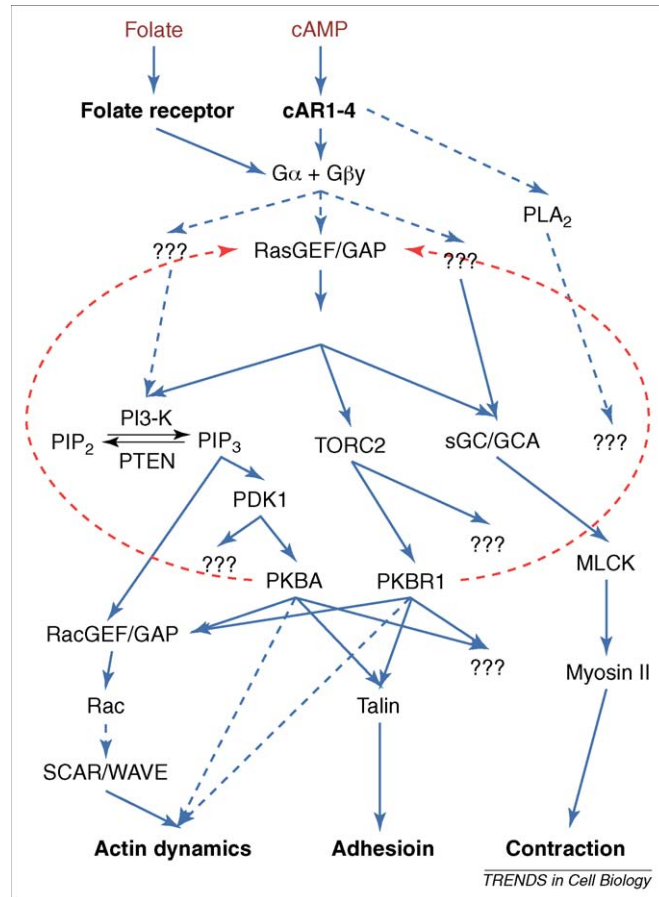 Folate cAMP
Folate receptor cAR1-4
Gα + Gβy
PLA₂
??? RasGEF/GAP ???
PI3-K
PIP₂ PIP₃ TORC2 sGC/GCA ???
PTEN
PDK1
??? ???
PKBA PKBR1 MLCK
RacGEF/GAP ???
Rac Talin Myosin II
SCAR/WAVE
Actin dynamics Adhesioin Contraction
TRENDS in Cell Biology